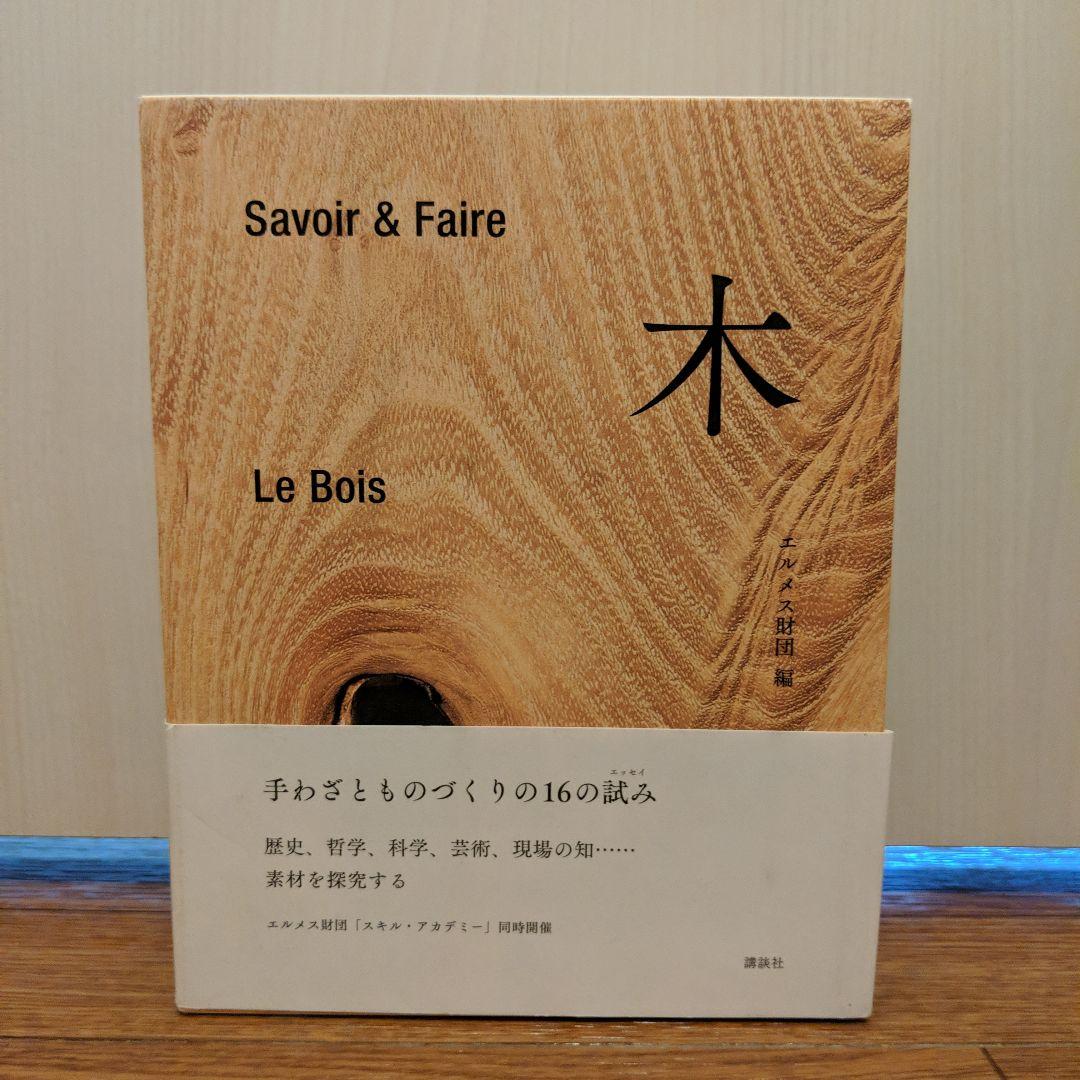 Savoir & Faire
木
Le Bois
エルメス財団 編
手わざとものづくりの16の試み
エッセイ
歴史、哲学、科学、芸術、現場の知……
素材を探究する
エルメス財団「スキル・アカデミー」同時開催
講談社